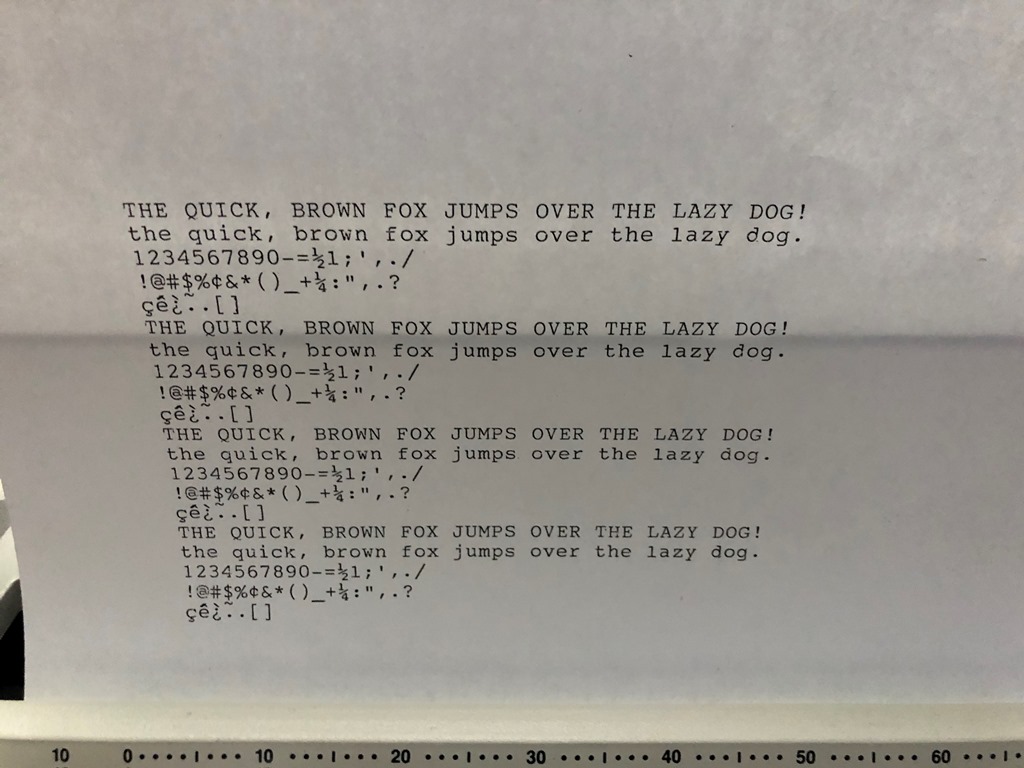 THE QUICK, BROWN FOX JUMPS OVER THE LAZY DOG!
the quick, brown fox jumps over the lazy dog.
1234567890-=½1;',./
!@#$%¢&*()_+¼:",.?
çê¿̃..[]
THE QUICK, BROWN FOX JUMPS OVER THE LAZY DOG!
the quick, brown fox jumps over the lazy dog.
1234567890-=½1;',./
!@#$%¢&*()_+¼:",.?
çê¿̃..[]
THE QUICK, BROWN FOX JUMPS OVER THE LAZY DOG!
the quick, brown fox jumps over the lazy dog.
1234567890-=½1;',./
!@#$%¢&*()_+¼:",.?
çê¿̃..[]
THE QUICK, BROWN FOX JUMPS OVER THE LAZY DOG!
the quick, brown fox jumps over the lazy dog.
1234567890-=½1;',./
!@#$%¢&*()_+¼:",.?
çê¿̃..[]
10 0 10 20 30 40 50 60